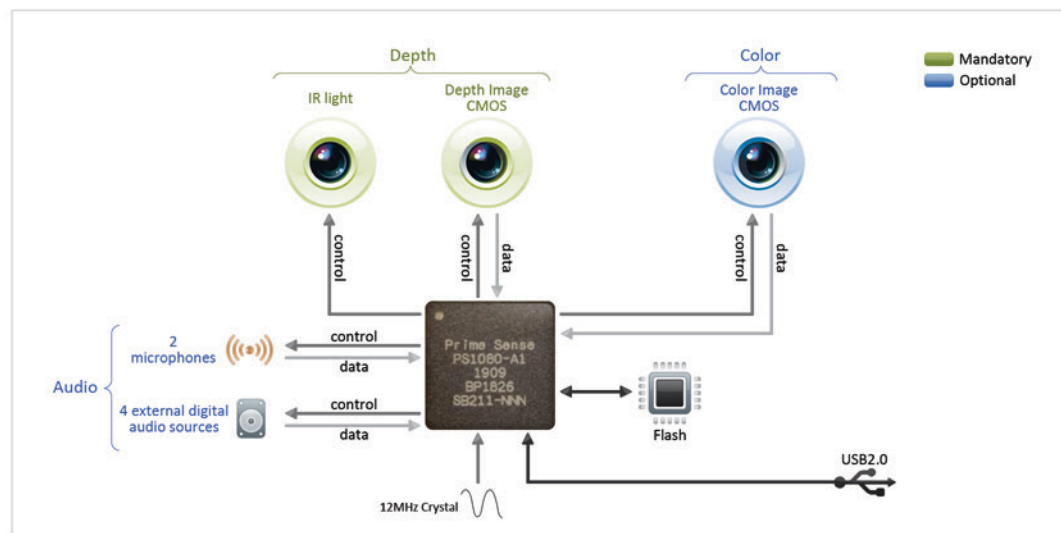 Depth
Color
Mandatory
Optional
IR light
Depth Image
CMOS
Color Image
CMOS
control
control
data
control
data
Prime Sense
PS1080-A1
1909
BP1826
SB211-NNN
Audio
2
microphones
control
data
4 external digital
audio sources
control
data
Flash
USB2.0
12MHz Crystal